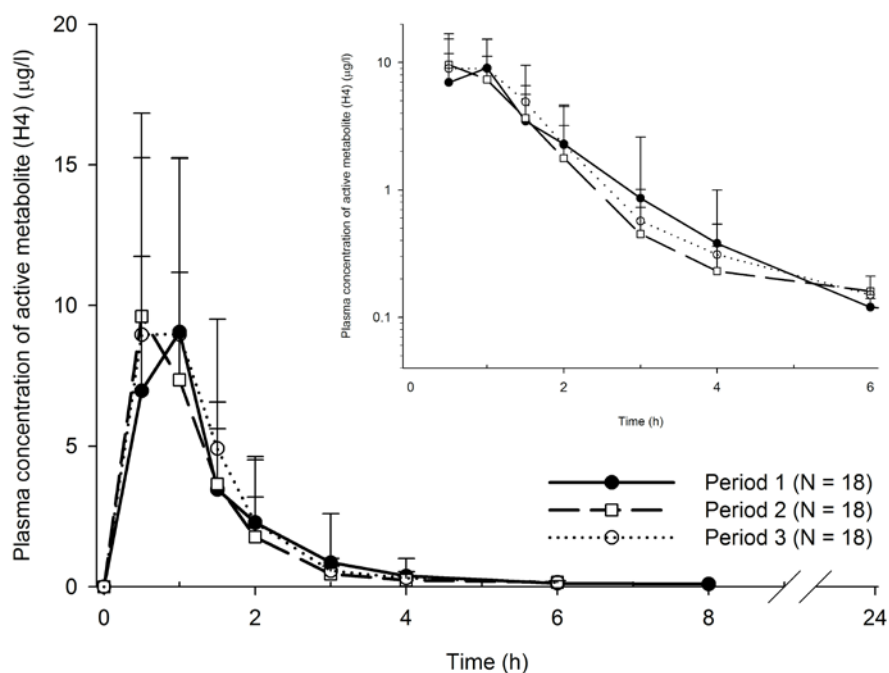 Plasma concentration of active metabolite (H4) (µg/l)
20
15
10
5
0
0
2
4
6
8
24
Time (h)
Plasma concentration of active metabolite (H4) (µg/l)
10
1
0.1
0
2
4
6
Time (h)
Period 1 (N = 18)
Period 2 (N = 18)
Period 3 (N = 18)